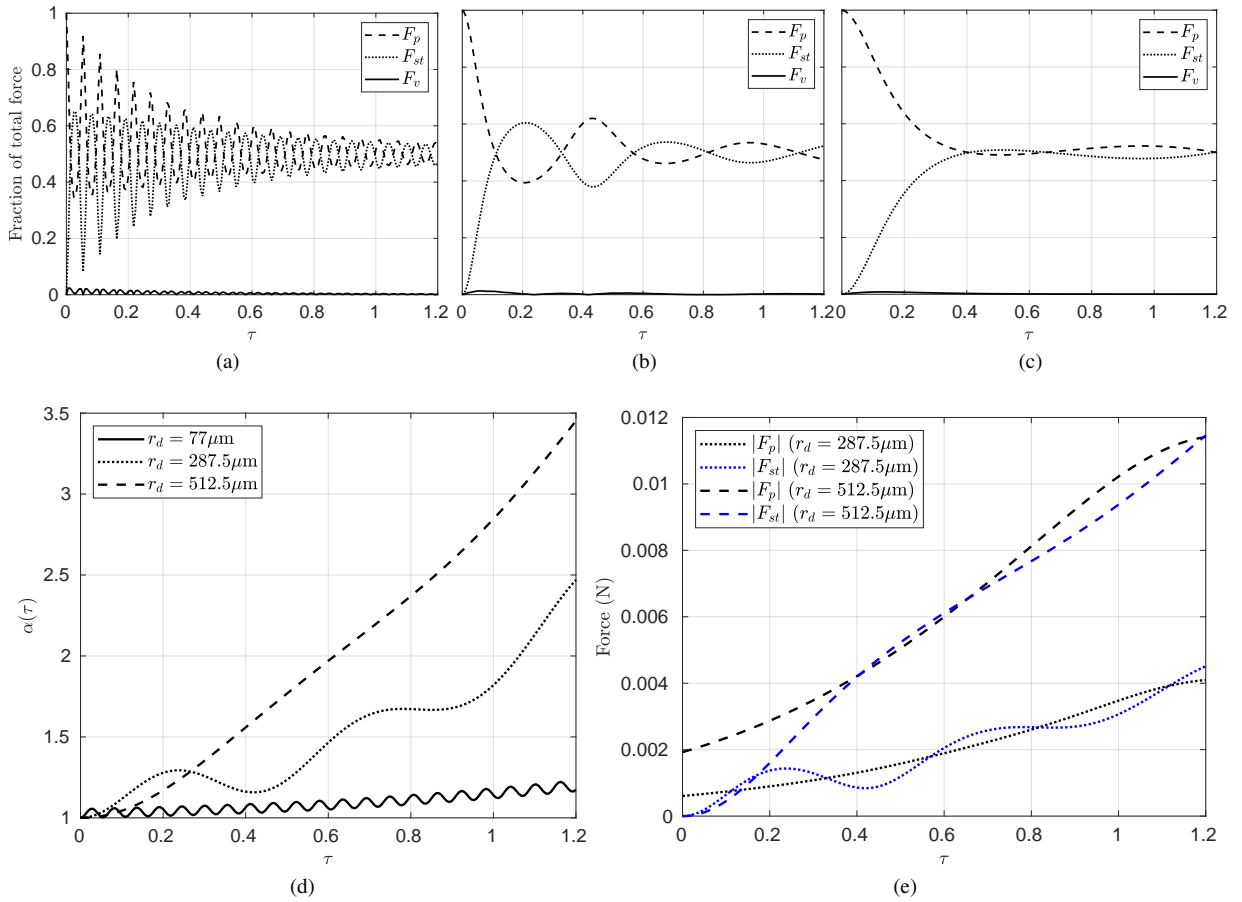 Fraction of total force
1
0.8
0.6
0.4
0.2
0
F_p
F_st
F_v
0 0.2 0.4 0.6 0.8 1 1.2
τ
(a)
F_p
F_st
F_v
0 0.2 0.4 0.6 0.8 1 1.2
τ
(b)
F_p
F_st
F_v
0 0.2 0.4 0.6 0.8 1 1.2
τ
(c)
α(τ)
3.5
3
2.5
2
1.5
1
r_d = 77μm
r_d = 287.5μm
r_d = 512.5μm
0 0.2 0.4 0.6 0.8 1 1.2
τ
(d)
Force (N)
0.012
0.01
0.008
0.006
0.004
0.002
0
|F_p| (r_d = 287.5μm)
|F_st| (r_d = 287.5μm)
|F_p| (r_d = 512.5μm)
|F_st| (r_d = 512.5μm)
0 0.2 0.4 0.6 0.8 1 1.2
τ
(e)